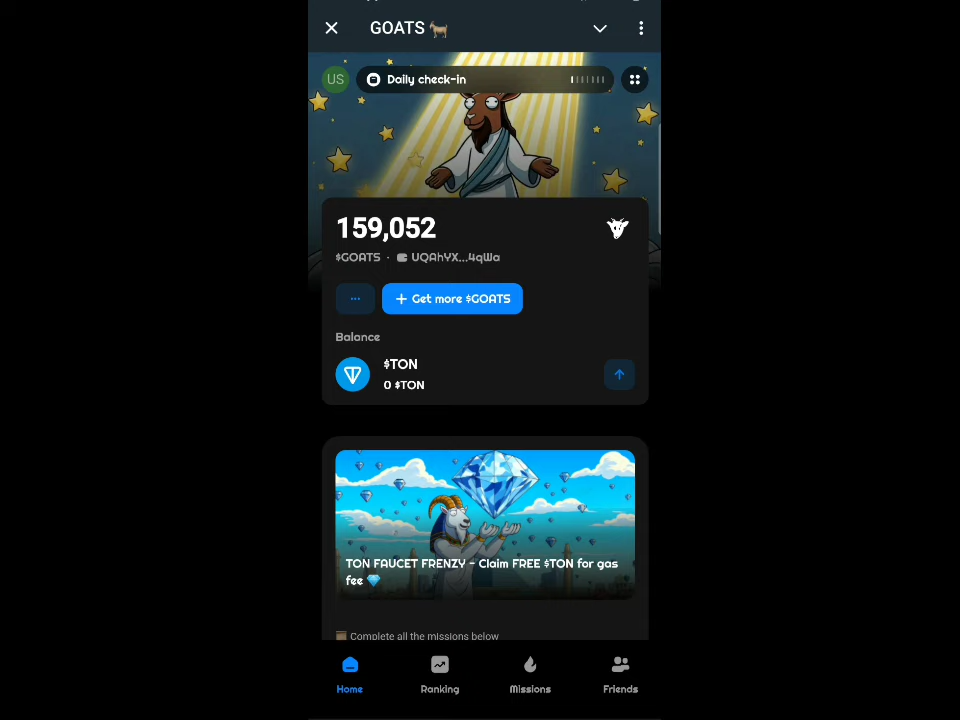 GOATS 🐐
US
Daily check-in
159,052
$GOATS · UQAhYX...4qWa
... + Get more $GOATS
Balance
$TON
0 $TON
TON FAUCET FRENZY - Claim FREE $TON for gas
fee 💎
Complete all the missions below
Home Ranking Missions Friends